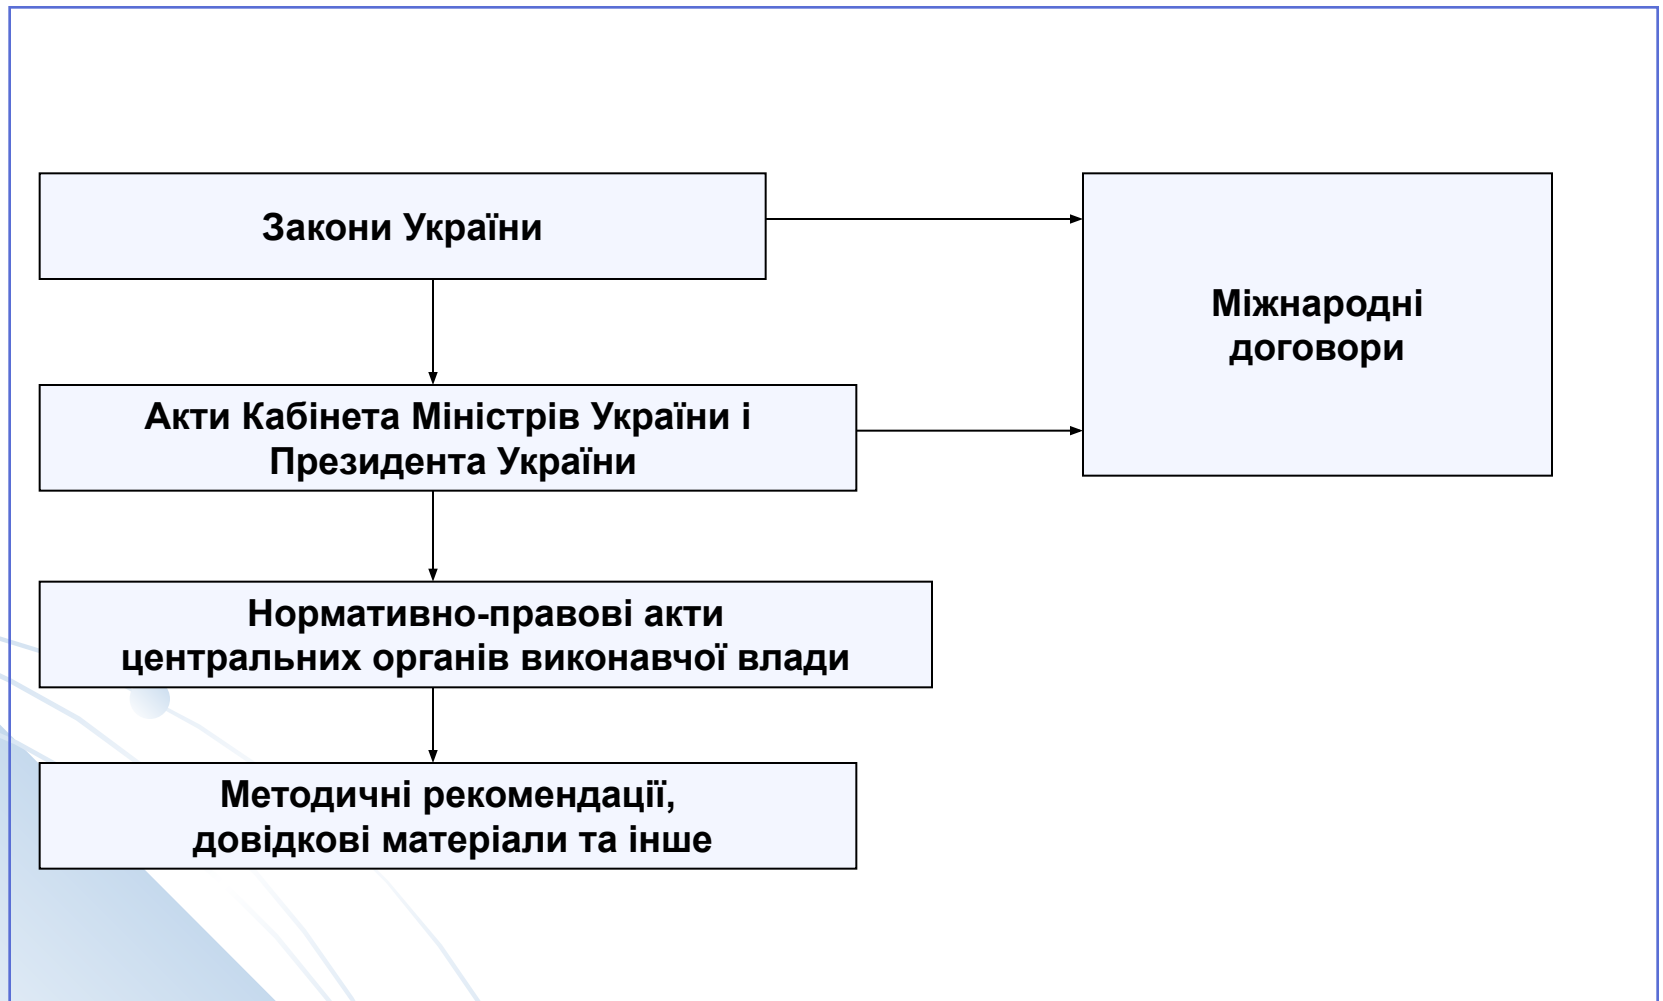 Закони України
Міжнародні
договори
Акти Кабінета Міністрів України і
Президента України
Нормативно-правові акти
центральних органів виконавчої влади
Методичні рекомендації,
довідкові матеріали та інше